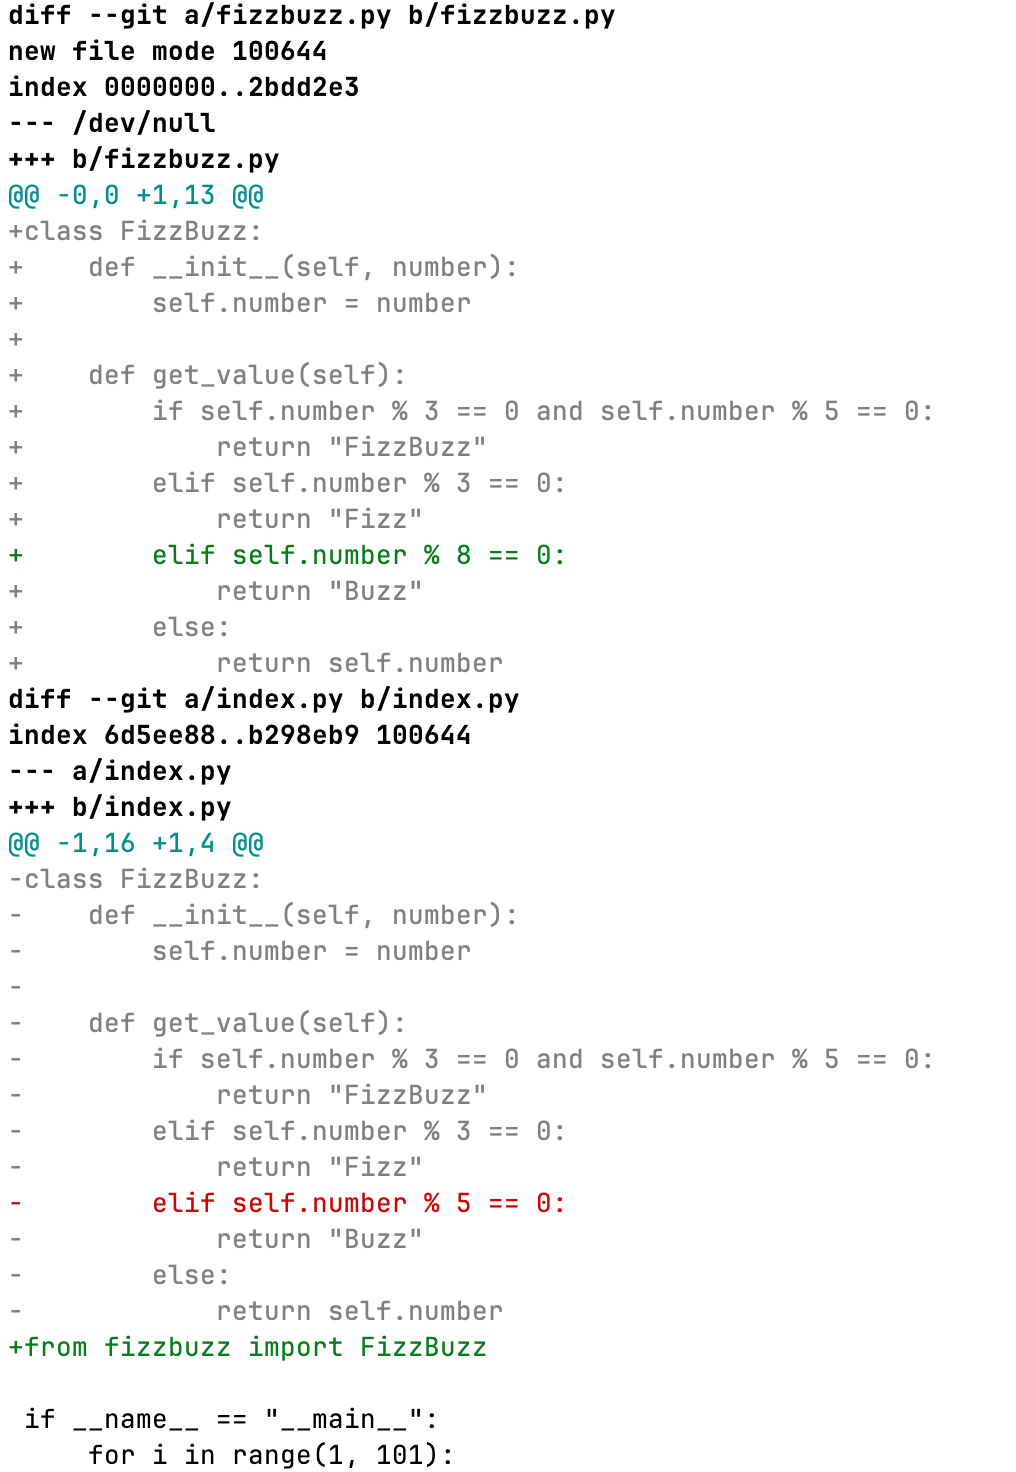 diff --git a/fizzbuzz.py b/fizzbuzz.py
new file mode 100644
index 0000000..2bdd2e3
--- /dev/null
+++ b/fizzbuzz.py
@@ -0,0 +1,13 @@
+class FizzBuzz:
+    def __init__(self, number):
+        self.number = number
+
+    def get_value(self):
+        if self.number % 3 == 0 and self.number % 5 == 0:
+            return "FizzBuzz"
+        elif self.number % 3 == 0:
+            return "Fizz"
+        elif self.number % 8 == 0:
+            return "Buzz"
+        else:
+            return self.number
diff --git a/index.py b/index.py
index 6d5ee88..b298eb9 100644
--- a/index.py
+++ b/index.py
@@ -1,16 +1,4 @@
-class FizzBuzz:
-    def __init__(self, number):
-        self.number = number
-
-    def get_value(self):
-        if self.number % 3 == 0 and self.number % 5 == 0:
-            return "FizzBuzz"
-        elif self.number % 3 == 0:
-            return "Fizz"
-        elif self.number % 5 == 0:
-            return "Buzz"
-        else:
-            return self.number
+from fizzbuzz import FizzBuzz

 if __name__ == "__main__":
     for i in range(1, 101):